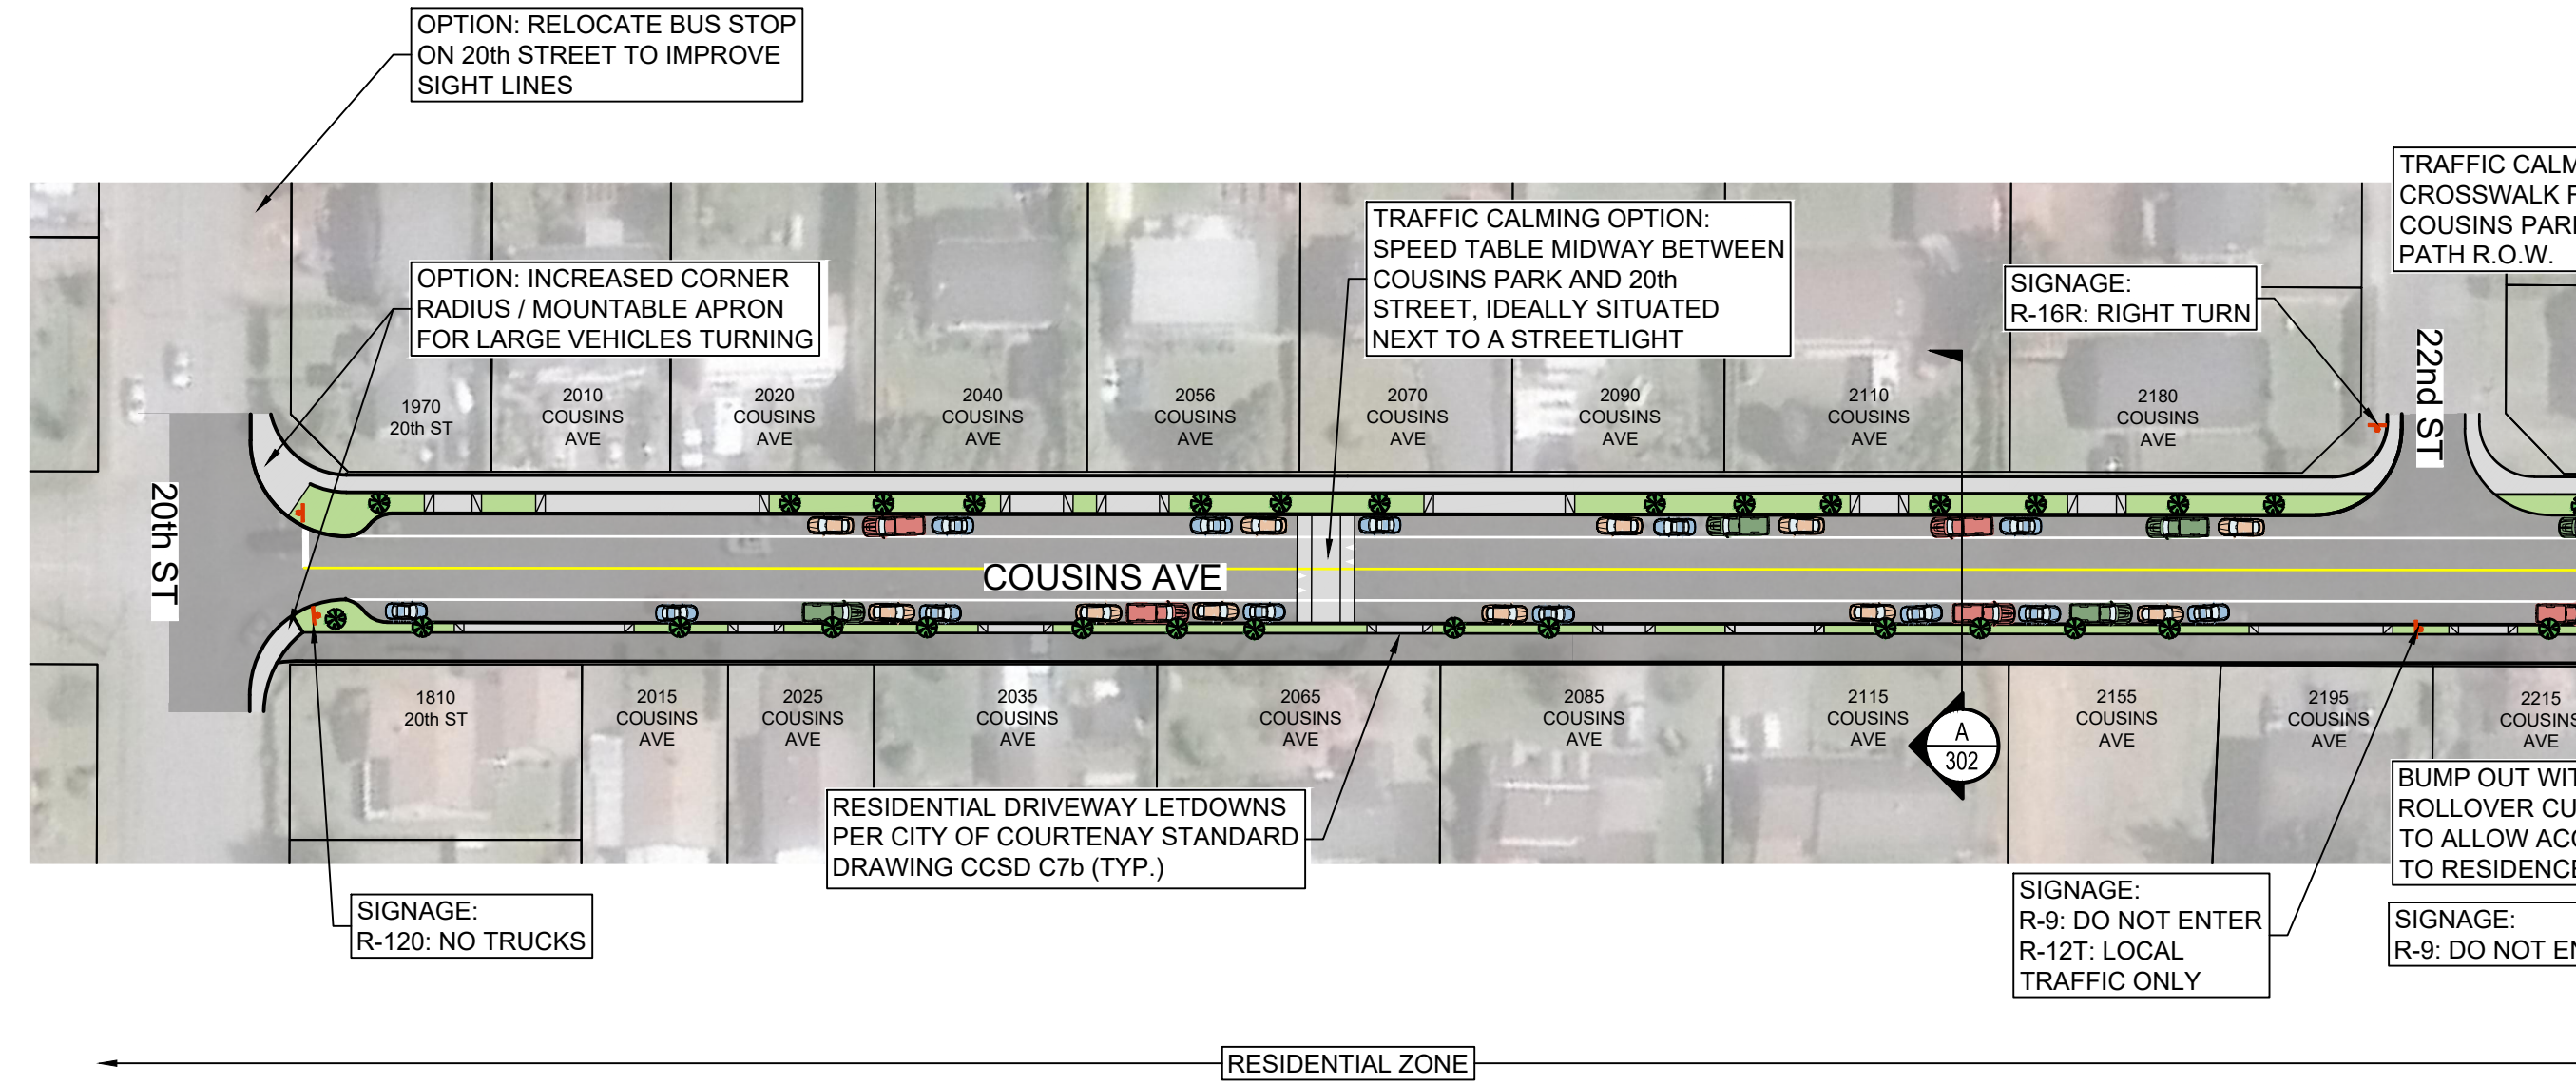 OPTION: RELOCATE BUS STOP
ON 20th STREET TO IMPROVE
SIGHT LINES
OPTION: INCREASED CORNER
RADIUS / MOUNTABLE APRON
FOR LARGE VEHICLES TURNING
TRAFFIC CALMING OPTION:
SPEED TABLE MIDWAY BETWEEN
COUSINS PARK AND 20th
STREET, IDEALLY SITUATED
NEXT TO A STREETLIGHT
SIGNAGE:
R-16R: RIGHT TURN
TRAFFIC CALM
CROSSWALK
COUSINS PARK
PATH R.O.W.
1970
20th ST
2010
COUSINS
AVE
2020
COUSINS
AVE
2040
COUSINS
AVE
2056
COUSINS
AVE
2070
COUSINS
AVE
2090
COUSINS
AVE
2110
COUSINS
AVE
2180
COUSINS
AVE
22nd ST
20th ST
COUSINS AVE
1810
20th ST
2015
COUSINS
AVE
2025
COUSINS
AVE
2035
COUSINS
AVE
2065
COUSINS
AVE
2085
COUSINS
AVE
2115
COUSINS
AVE
A
302
2155
COUSINS
AVE
2195
COUSINS
AVE
2215
COUSINS
AVE
RESIDENTIAL DRIVEWAY LETDOWNS
PER CITY OF COURTENAY STANDARD
DRAWING CCSD C7b (TYP.)
BUMP OUT WIT
ROLLOVER CU
TO ALLOW ACC
TO RESIDENCE
SIGNAGE:
R-120: NO TRUCKS
SIGNAGE:
R-9: DO NOT ENTER
R-12T: LOCAL
TRAFFIC ONLY
SIGNAGE:
R-9: DO NOT EN
RESIDENTIAL ZONE